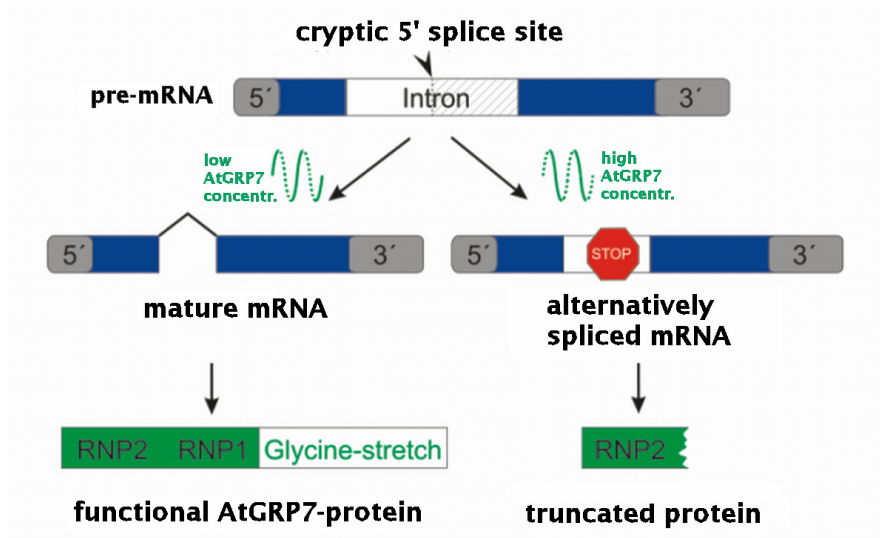 cryptic 5' splice site
pre-mRNA
5´
Intron
3´
low
AtGRP7
concentr.
high
AtGRP7
concentr.
5´
3´
5´
STOP
3´
mature mRNA
alternatively
spliced mRNA
RNP2
RNP1
Glycine-stretch
RNP2
functional AtGRP7-protein
truncated protein